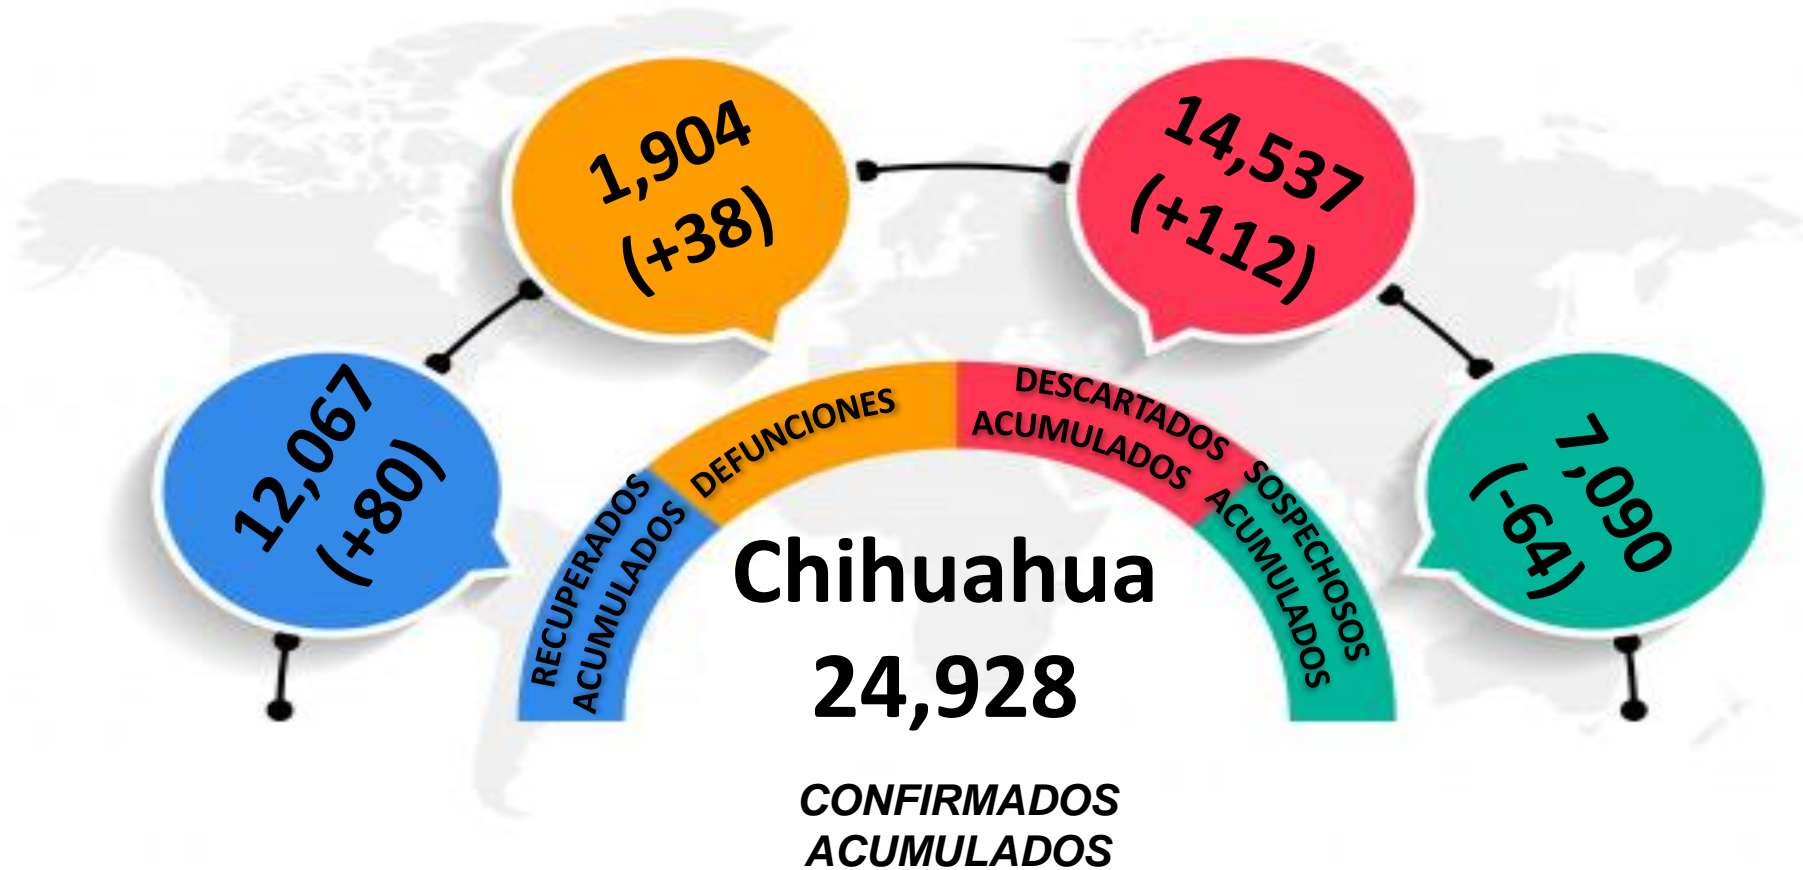 1,904
(+38)
14,537
(+112)
12,067
(+80)
7,090
(-64)
RECUPERADOS
ACUMULADOS
DEFUNCIONES
DESCARTADOS
ACUMULADOS
SOSPECHOSOS
ACUMULADOS
Chihuahua
24,928
CONFIRMADOS
ACUMULADOS